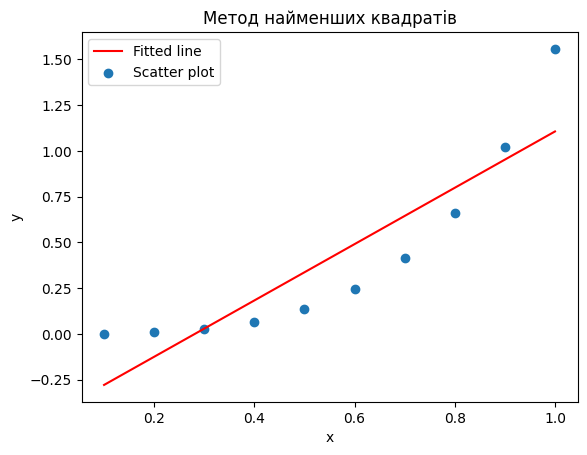 Метод найменших квадратів
Fitted line
Scatter plot
1.50
1.25
1.00
0.75
0.50
0.25
0.00
−0.25
y
0.2
0.4
0.6
0.8
1.0
x